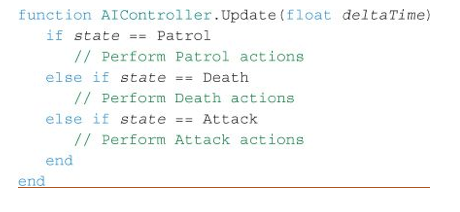 function AIController.Update(float deltaTime)
   if state == Patrol
      // Perform Patrol actions
   else if state == Death
      // Perform Death actions
   else if state == Attack
      // Perform Attack actions
   end
end